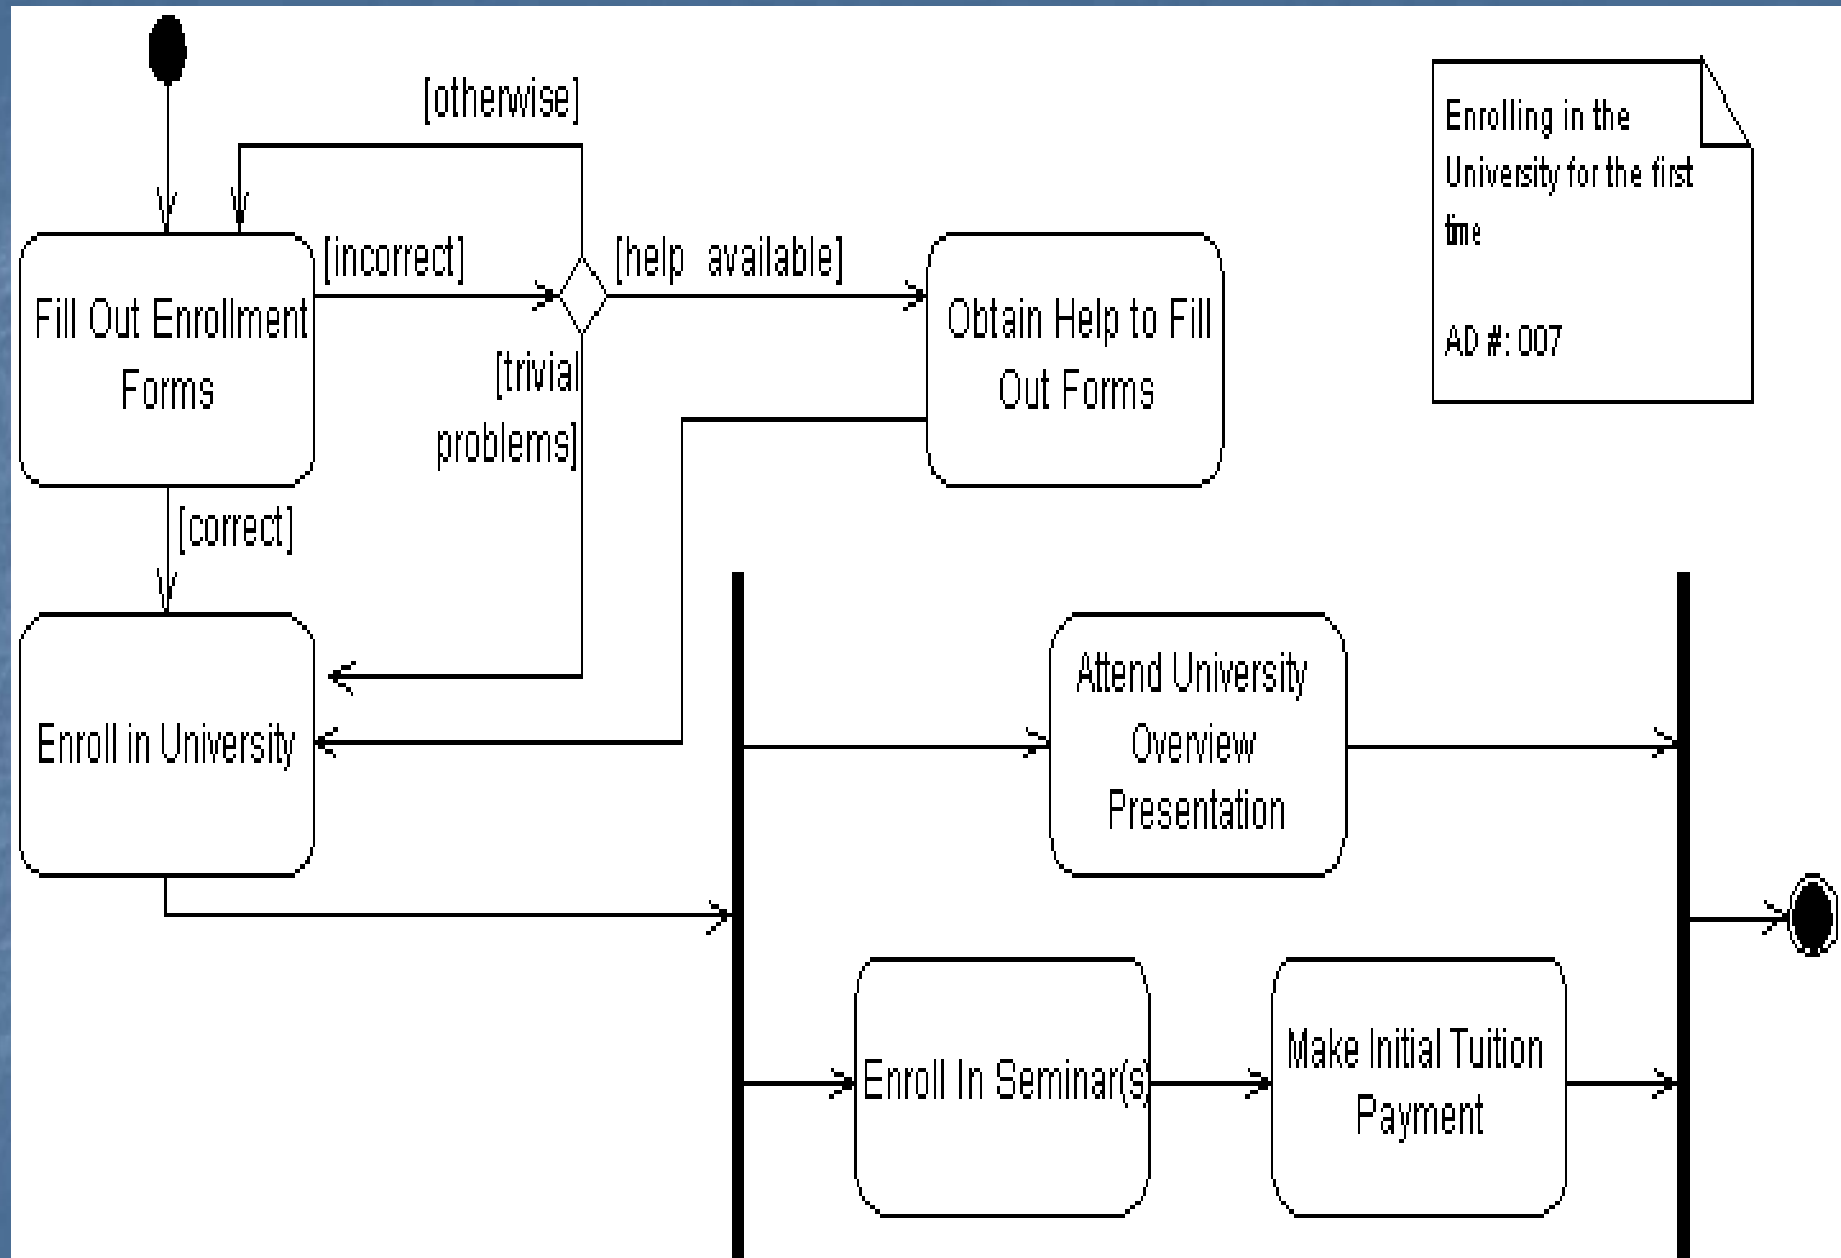 [otherwise]
Enrolling in the
University for the first
time
AD #: 007
[incorrect]
[help available]
Fill Out Enrollment
Forms
Obtain Help to Fill
Out Forms
[trivial
problems]
[correct]
Enroll in University
Attend University
Overview
Presentation
Enroll In Seminar(s)
Make Initial Tuition
Payment